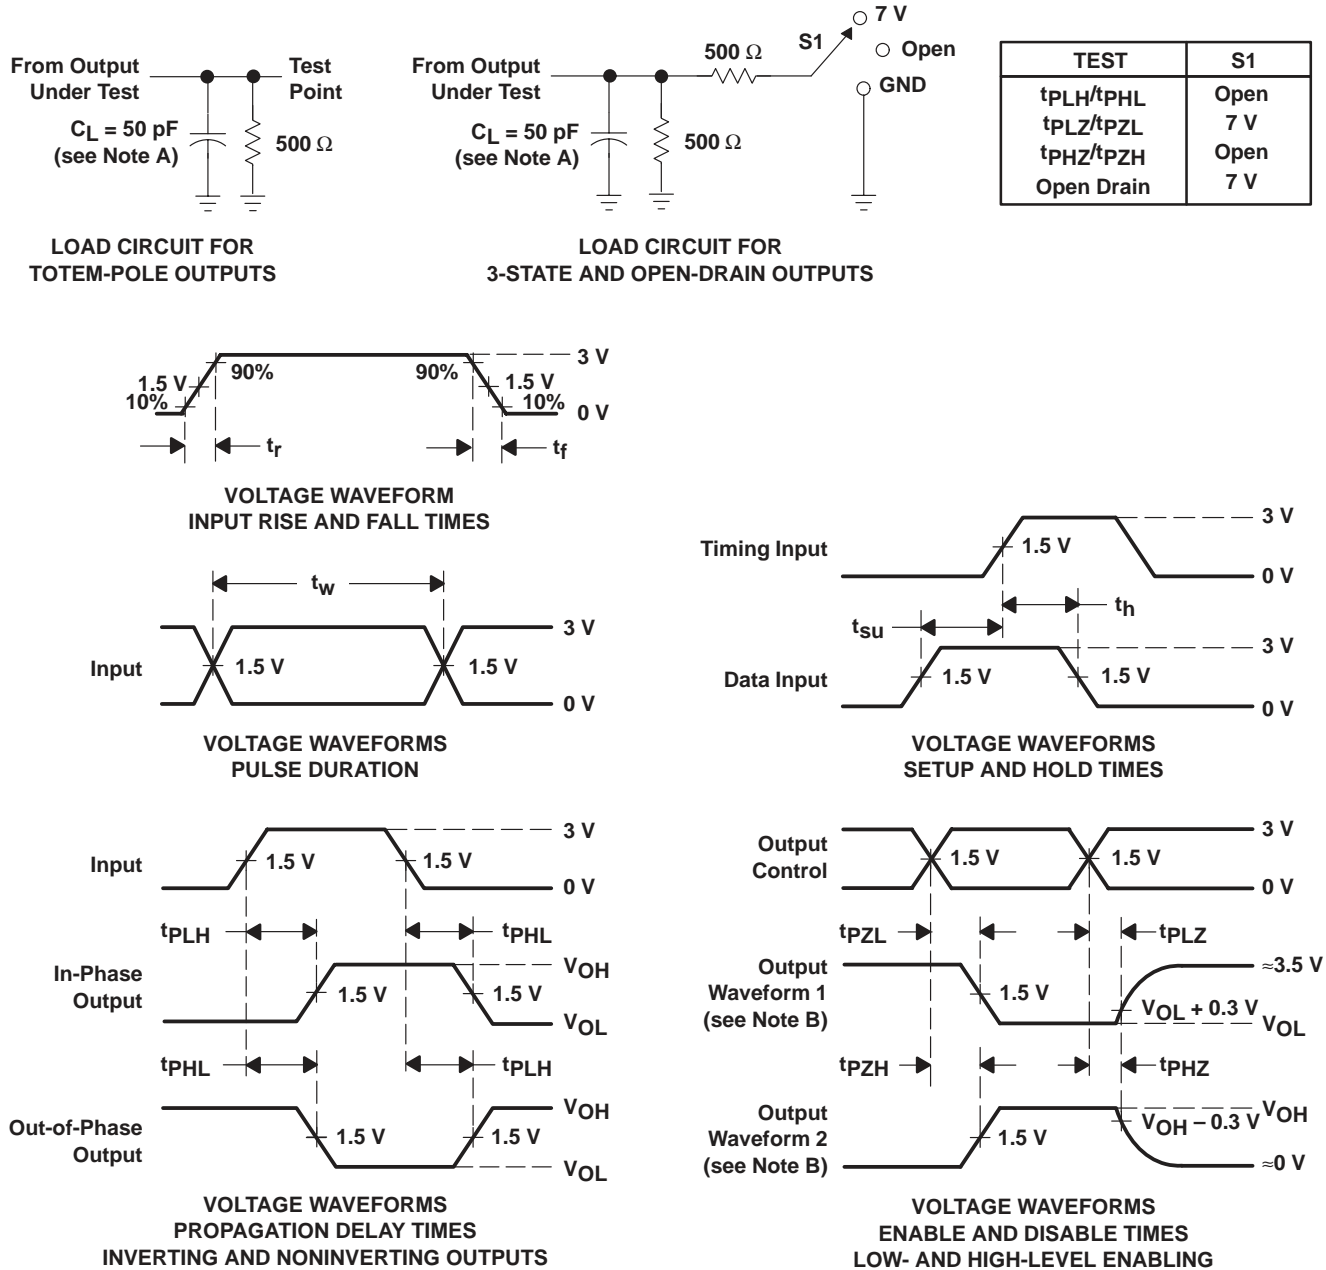 From Output
Under Test
Test
Point
CL = 50 pF
(see Note A)
500 Ω
LOAD CIRCUIT FOR
TOTEM-POLE OUTPUTS
From Output
Under Test
CL = 50 pF
(see Note A)
500 Ω
500 Ω
S1
7 V
Open
GND
LOAD CIRCUIT FOR
3-STATE AND OPEN-DRAIN OUTPUTS
TEST S1
tPLH/tPHL Open
tPLZ/tPZL 7 V
tPHZ/tPZH Open
Open Drain 7 V
3 V
90% 90%
1.5 V 1.5 V
10% 10%
0 V
tr tf
VOLTAGE WAVEFORM
INPUT RISE AND FALL TIMES
tw
3 V
Input 1.5 V 1.5 V
0 V
VOLTAGE WAVEFORMS
PULSE DURATION
3 V
Timing Input 1.5 V
0 V
th
tsu
3 V
Data Input 1.5 V 1.5 V
0 V
VOLTAGE WAVEFORMS
SETUP AND HOLD TIMES
3 V
Input 1.5 V 1.5 V
0 V
tPLH tPHL
In-Phase
Output
VOH
1.5 V 1.5 V
VOL
tPHL tPLH
Out-of-Phase
Output
VOH
1.5 V 1.5 V
VOL
VOLTAGE WAVEFORMS
PROPAGATION DELAY TIMES
INVERTING AND NONINVERTING OUTPUTS
Output
Control
3 V
1.5 V 1.5 V
0 V
tPZL tPLZ
Output
Waveform 1
(see Note B)
≈3.5 V
1.5 V
VOL + 0.3 V
VOL
tPZH tPHZ
Output
Waveform 2
(see Note B)
VOH
VOH − 0.3 V
1.5 V
≈0 V
VOLTAGE WAVEFORMS
ENABLE AND DISABLE TIMES
LOW- AND HIGH-LEVEL ENABLING